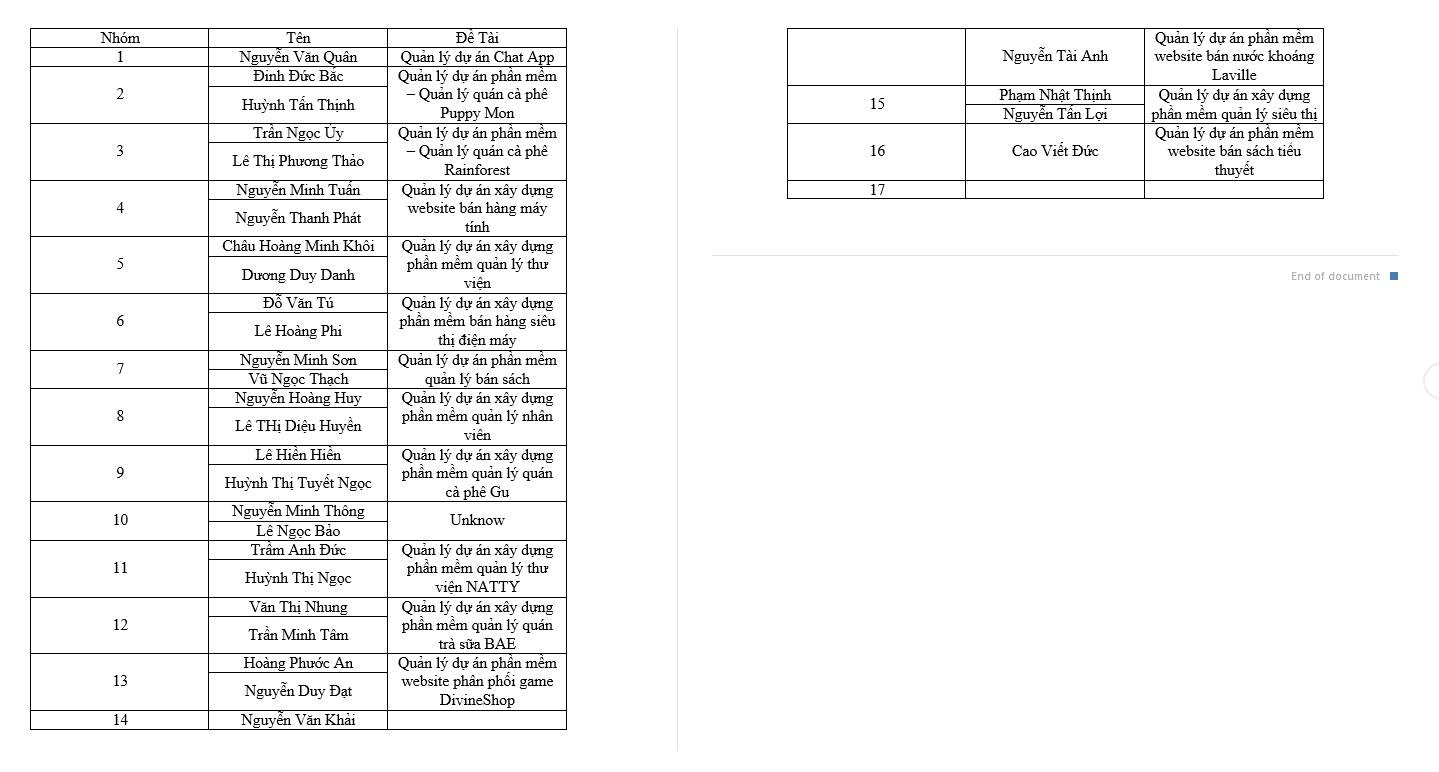 Nhóm Tên Đề Tài
1 Nguyễn Văn Quân Quản lý dự án Chat App
2
Đinh Đức Bắc
Huỳnh Tấn Thịnh
Quản lý dự án phần mềm
– Quản lý quán cà phê
Puppy Mon
3
Trần Ngọc Úy
Lê Thị Phương Thảo
Quản lý dự án phần mềm
– Quản lý quán cà phê
Rainforest
4
Nguyễn Minh Tuấn
Nguyễn Thanh Phát
Quản lý dự án xây dựng
website bán hàng máy
tính
5
Châu Hoàng Minh Khôi
Dương Duy Danh
Quản lý dự án xây dựng
phần mềm quản lý thư
viện
6
Đỗ Văn Tú
Lê Hoàng Phi
Quản lý dự án xây dựng
phần mềm bán hàng siêu
thị điện máy
7
Nguyễn Minh Sơn
Vũ Ngọc Thạch
Quản lý dự án phần mềm
quản lý bán sách
8
Nguyễn Hoàng Huy
Lê THị Diệu Huyền
Quản lý dự án xây dựng
phần mềm quản lý nhân
viên
9
Lê Hiền Hiền
Huỳnh Thị Tuyết Ngọc
Quản lý dự án xây dựng
phần mềm quản lý quán
cà phê Gu
10
Nguyễn Minh Thông
Lê Ngọc Bảo
Unknow
11
Trầm Anh Đức
Huỳnh Thị Ngọc
Quản lý dự án xây dựng
phần mềm quản lý thư
viện NATTY
12
Văn Thị Nhung
Trần Minh Tâm
Quản lý dự án xây dựng
phần mềm quản lý quán
trà sữa BAE
13
Hoàng Phước An
Nguyễn Duy Đạt
Quản lý dự án phần mềm
website phân phối game
DivineShop
14 Nguyễn Văn Khải
Nguyễn Tài Anh
Quản lý dự án phần mềm
website bán nước khoáng
Laville
15
Phạm Nhật Thịnh
Nguyễn Tấn Lợi
Quản lý dự án xây dựng
phần mềm quản lý siêu thị
16
Cao Viết Đức
Quản lý dự án phần mềm
website bán sách tiểu
thuyết
17
End of document